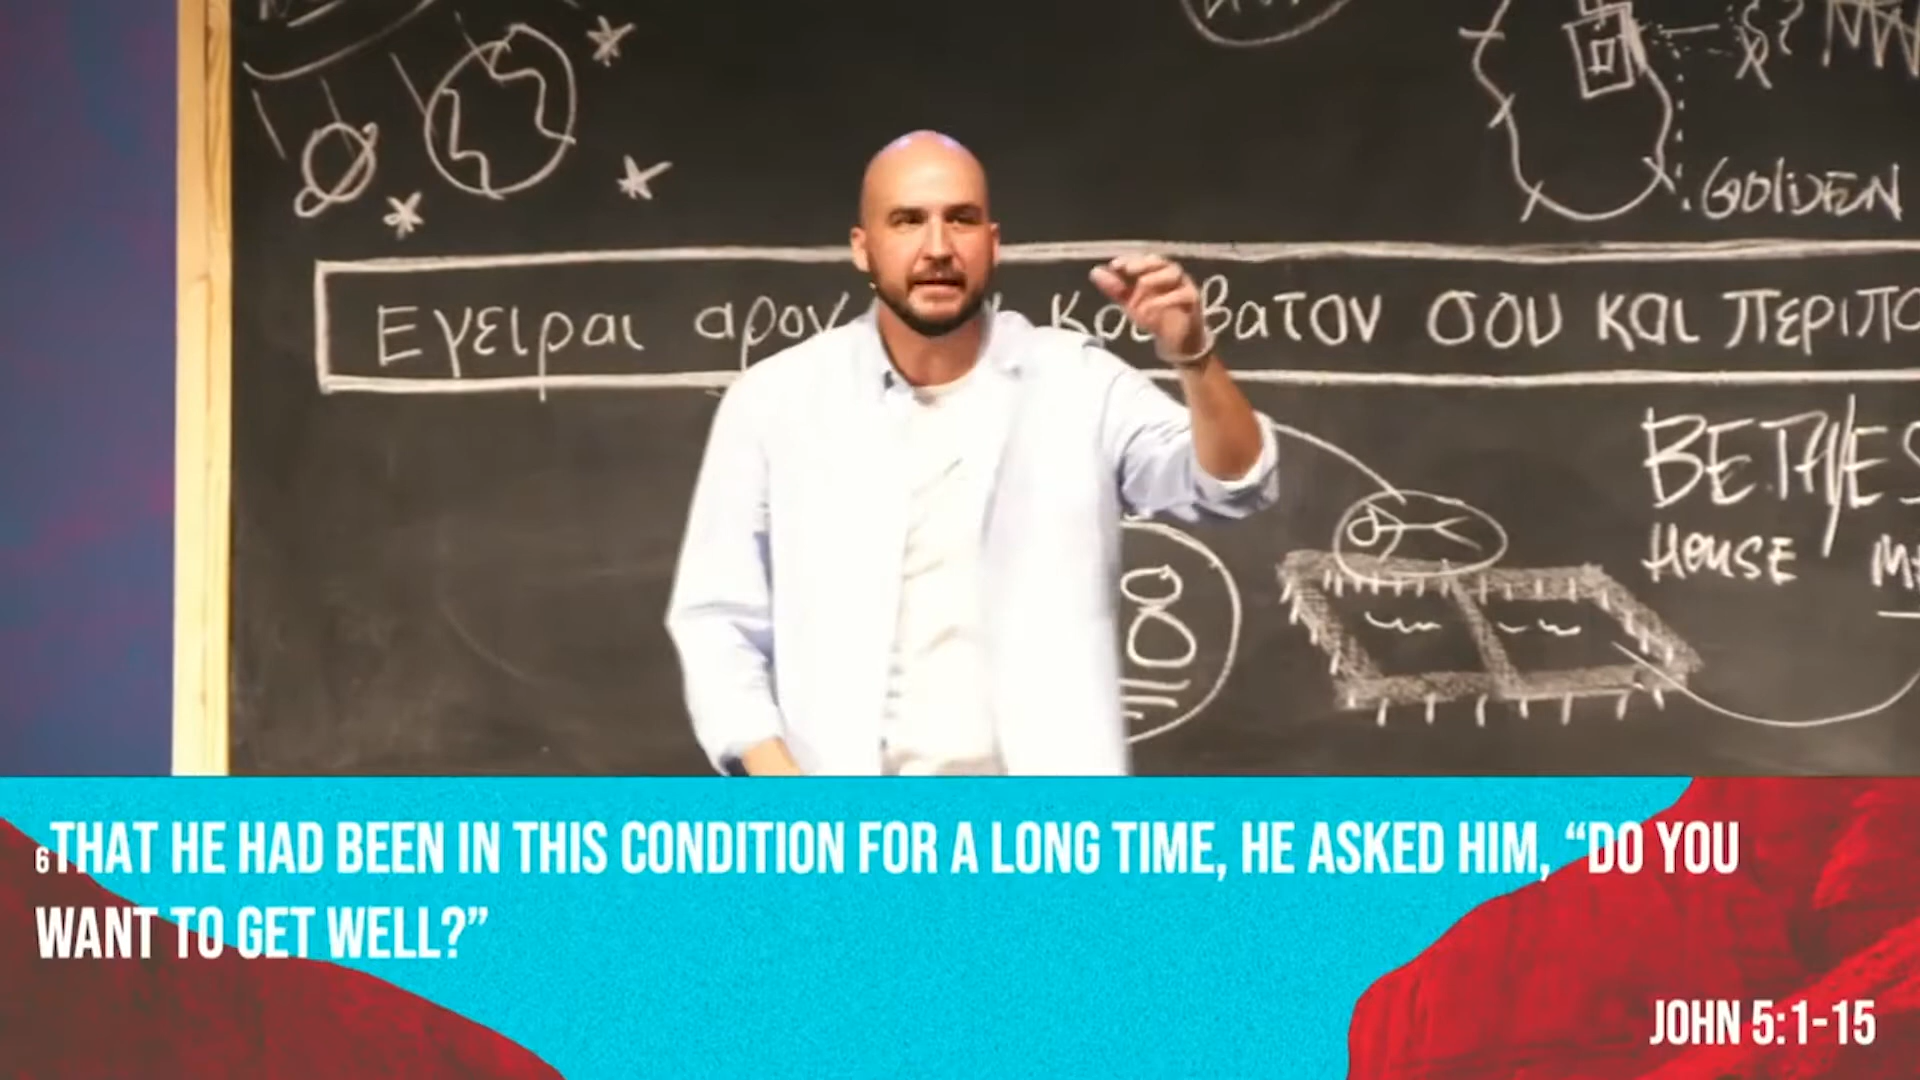 GOlDEN
Εγειραι αρον βατον σου και περιπ
BETHES
HOUSE
6THAT HE HAD BEEN IN THIS CONDITION FOR A LONG TIME, HE ASKED HIM, “DO YOU
WANT TO GET WELL?”
JOHN 5:1-15